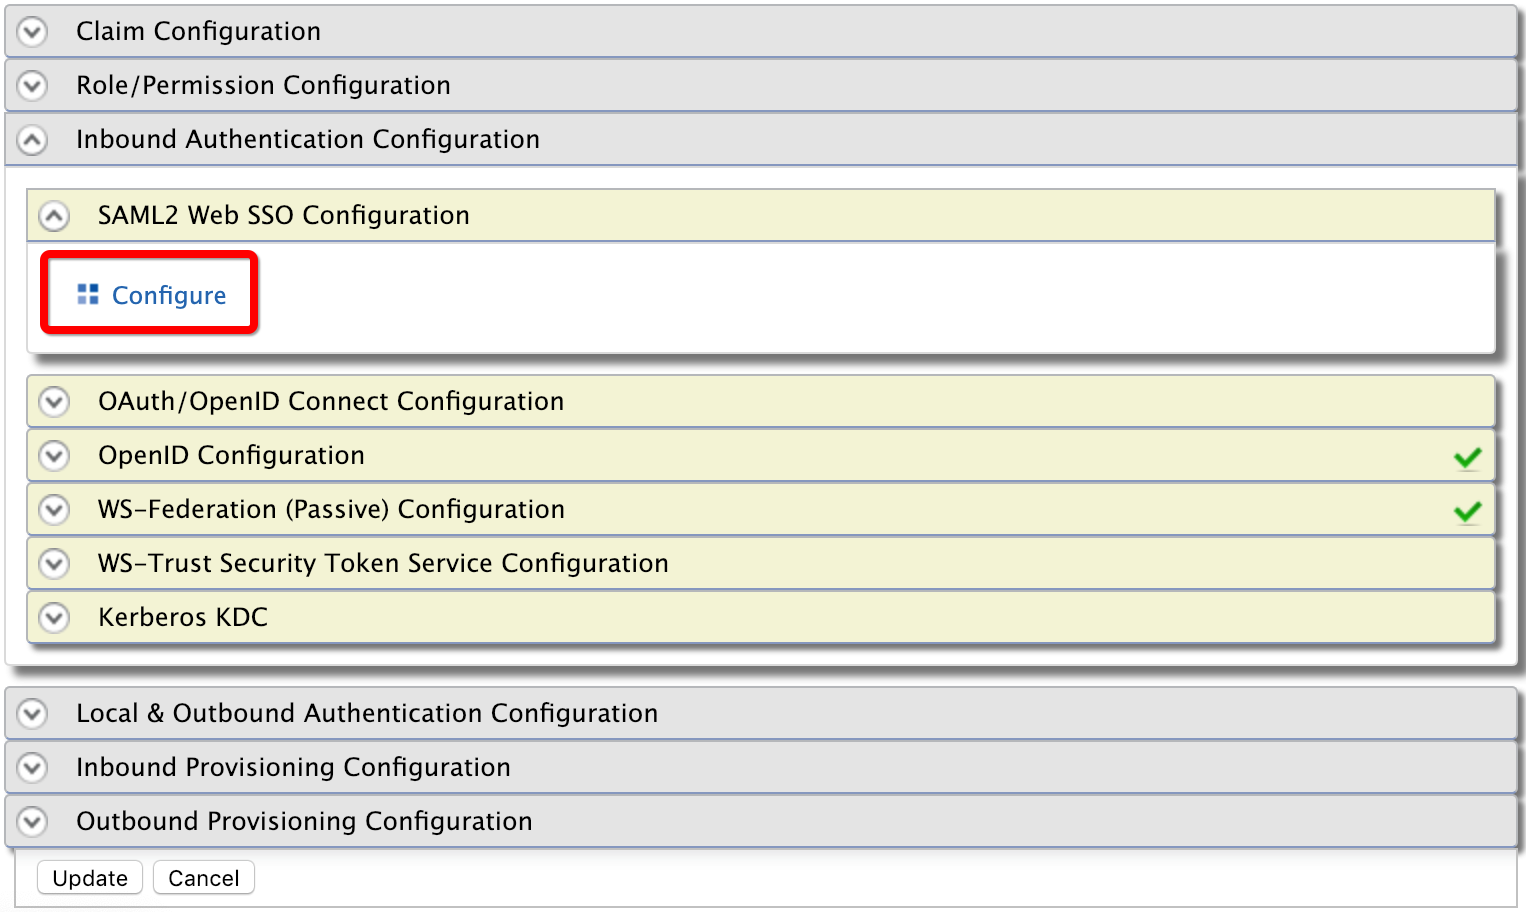 Claim Configuration
Role/Permission Configuration
Inbound Authentication Configuration
SAML2 Web SSO Configuration
Configure
OAuth/OpenID Connect Configuration
OpenID Configuration
WS-Federation (Passive) Configuration
WS-Trust Security Token Service Configuration
Kerberos KDC
Local & Outbound Authentication Configuration
Inbound Provisioning Configuration
Outbound Provisioning Configuration
Update Cancel